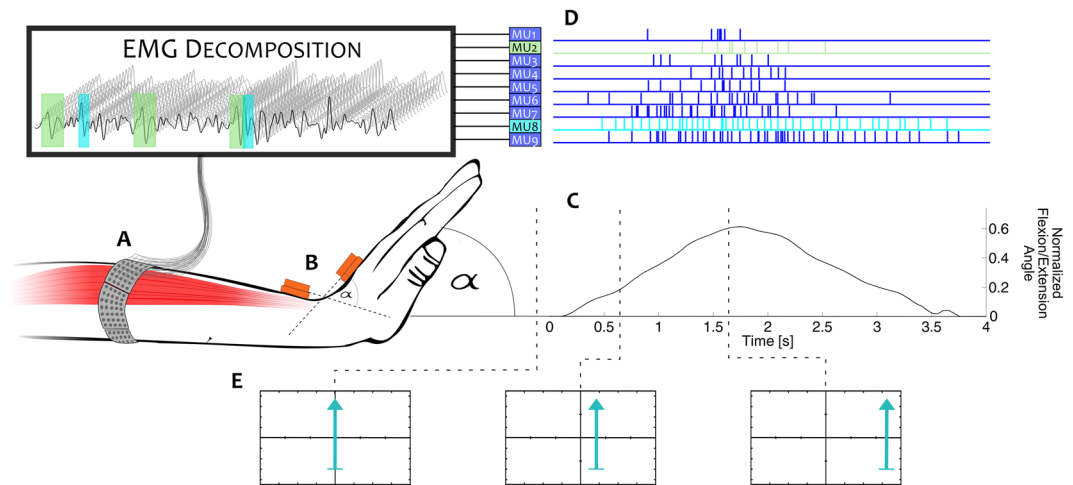 EMG DECOMPOSITION
MU1
MU2
MU3
MU4
MU5
MU6
MU7
MU8
MU9
D
A
B
α
α
C
0.6
0.4
0.2
0
Normalized
Flexion/Extension
Angle
0 0.5 1 1.5 2 2.5 3 3.5 4
Time [s]
E